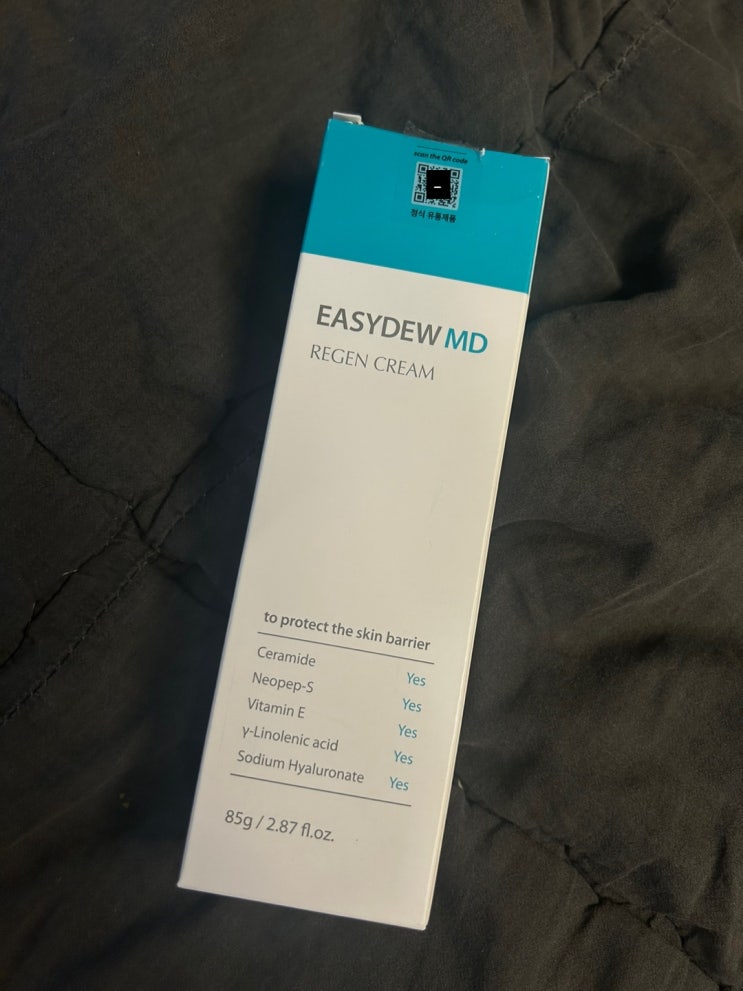 scan the QR code
정식 유통제품
EASYDEW MD
REGEN CREAM
to protect the skin barrier
Ceramide Yes
Neopep-S Yes
Vitamin E Yes
γ-Linolenic acid Yes
Sodium Hyaluronate Yes
85g / 2.87 fl.oz.